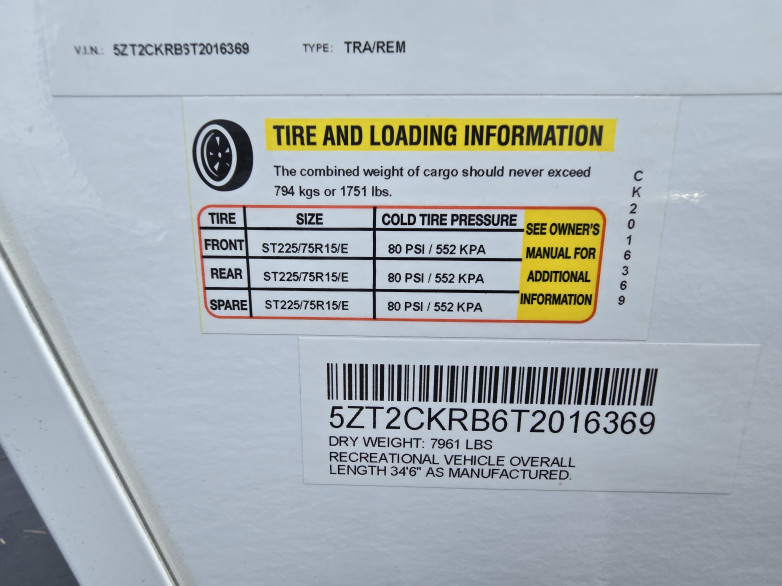 V.I.N.: 5ZT2CKRB6T2016369 TYPE: TRA/REM
TIRE AND LOADING INFORMATION
The combined weight of cargo should never exceed
794 kgs or 1751 lbs.
TIRE SIZE COLD TIRE PRESSURE SEE OWNER'S MANUAL FOR ADDITIONAL INFORMATION
FRONT ST225/75R15/E 80 PSI / 552 KPA
REAR ST225/75R15/E 80 PSI / 552 KPA
SPARE ST225/75R15/E 80 PSI / 552 KPA
CK2016369
5ZT2CKRB6T2016369
DRY WEIGHT: 7961 LBS
RECREATIONAL VEHICLE OVERALL
LENGTH 34'6" AS MANUFACTURED.